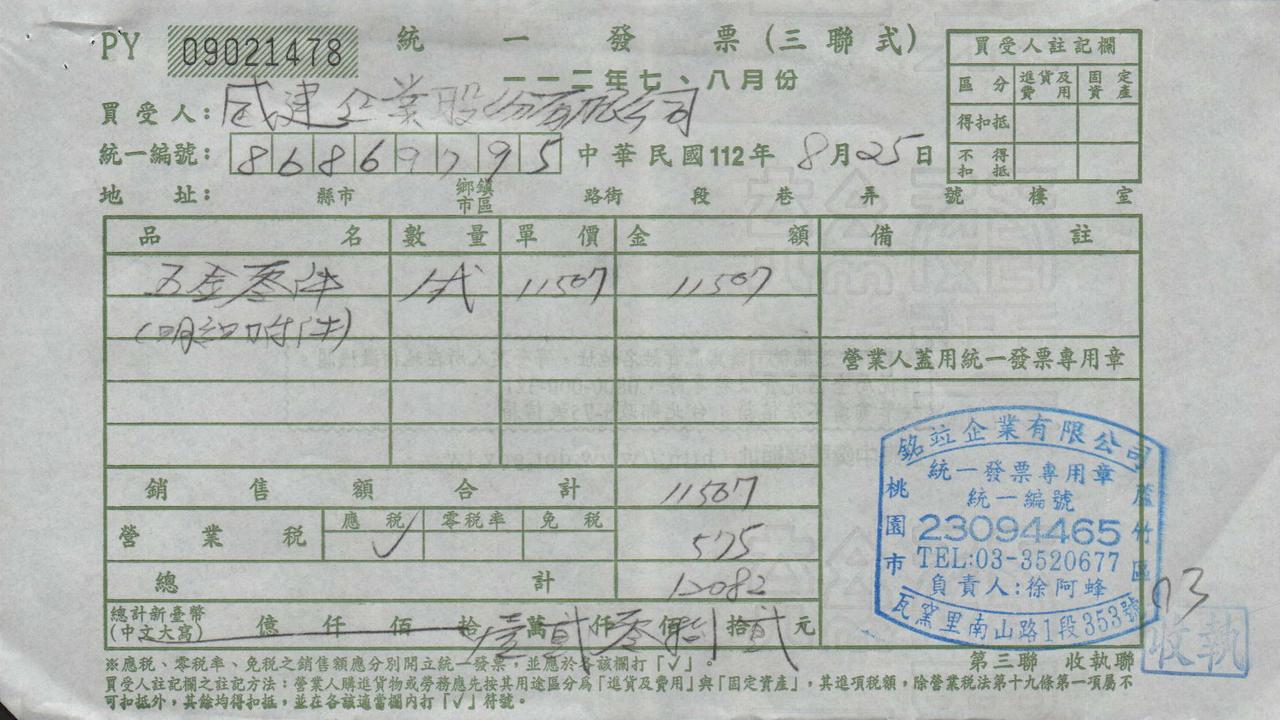 PY 09021478 統一發票(三聯式)
一一二年七、八月份
買受人註記欄
區分 進貨及費用 固定資產
得扣抵
不得扣抵
買受人: 威建企業股份有限公司
統一編號: 86869795 中華民國112年 8月25日
地址: 縣市 鄉鎮市區 路街 段 巷 弄 號 樓 室
品名 數量 單價 金額 備註
五金零件 1式 11507 11507
(明細附件)
營業人蓋用統一發票專用章
銷售額合計 11507
營業稅 應稅 ✓ 零稅率 免稅 575
總計 12082
總計新臺幣(中文大寫) 億 仟 佰 拾 壹萬 貳仟 零佰 捌拾 貳元
銘竝企業有限公司
統一發票專用章
統一編號
23094465
TEL:03-3520677
負責人:徐阿蜂
桃園市
蘆竹區
瓦窯里南山路1段353號
收執
※應稅、零稅率、免稅之銷售額應分別開立統一發票,並應於各該欄打「✓」。
第三聯 收執聯
買受人註記欄之註記方法:營業人購進貨物或勞務應先按其用途區分為「進貨及費用」與「固定資產」,其進項稅額,除營業稅法第十九條第一項屬不
可扣抵外,其餘均得扣抵,並在各該適當欄內打「✓」符號。